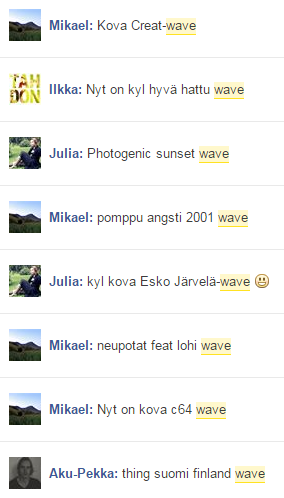 Mikael: Kova Creat-wave
TAH
DON
Ilkka: Nyt on kyl hyvä hattu wave
Julia: Photogenic sunset wave
Mikael: pomppu angsti 2001 wave
Julia: kyl kova Esko Järvelä-wave 😃
Mikael: neupotat feat lohi wave
Mikael: Nyt on kova c64 wave
Aku-Pekka: thing suomi finland wave